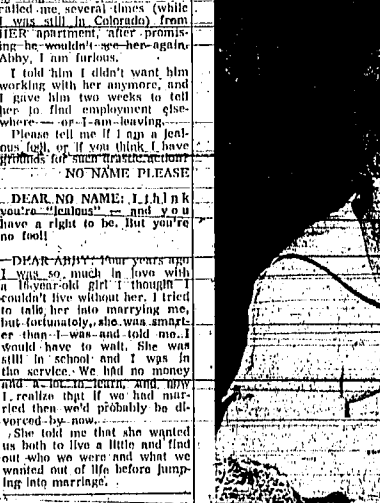 called me several times (while
I was still in Colorado) from
HER apartment, after promis-
ing he wouldn't see her again.
Abby, I am furious.
I told him I didn't want him
working with her anymore, and
I gave him two weeks to tell
her to find employment else-
where — or I am leaving.
Please tell me if I am a jeal-
ous fool, or if you think I have
grounds for such drastic action?
NO NAME PLEASE
DEAR NO NAME: I think
you're "jealous" — and you
have a right to be. But you're
no fool!
DEAR ABBY: Four years ago
I was so much in love with
a 16-year-old girl I thought I
couldn't live without her. I tried
to talk her into marrying me,
but fortunately, she was smart-
er than I was and told me I
would have to wait. She was
still in school and I was in
the service. We had no money
and a lot to learn, and now
I realize that if we had mar-
ried then we'd probably be di-
vorced by now.
She told me that she wanted
us both to live a little and find
out who we were and what we
wanted out of life before jump-
ing into marriage.